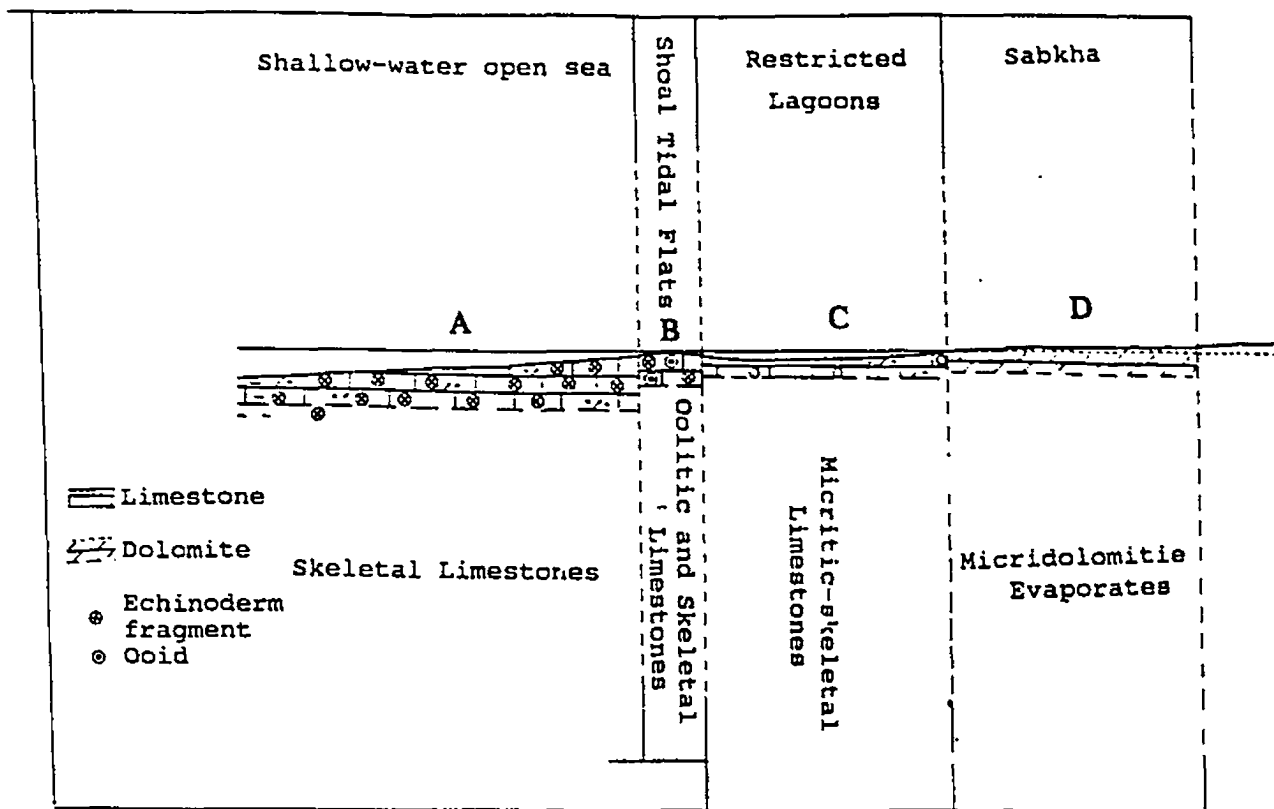 Shallow-water open sea
Shoal Tidal Flats
Restricted
Lagoons
Sabkha
A
B
C
D
Limestone
Dolomite
Echinoderm
fragment
Ooid
Skeletal Limestones
Oolitic and Skeletal
Limestones
Micritic-skeletal
Limestones
Micridolomitie
Evaporates